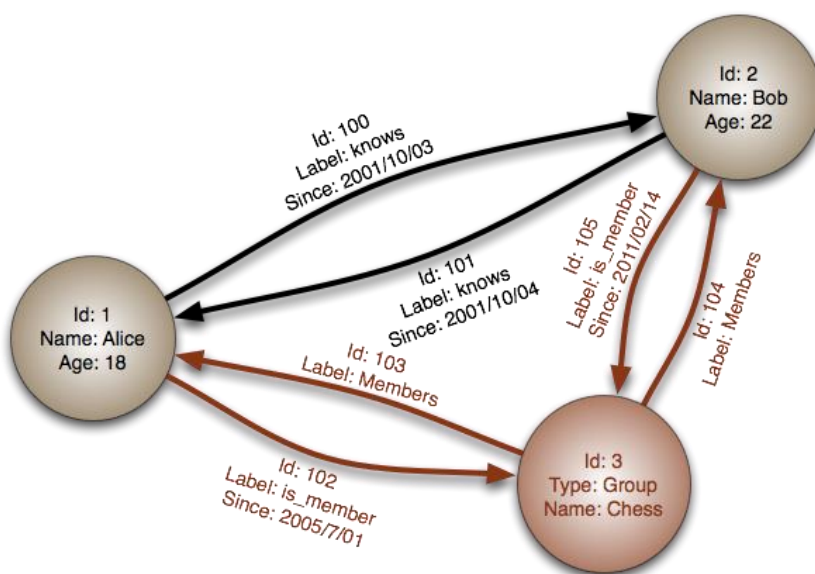 Id: 2
Name: Bob
Age: 22
Id: 100
Label: knows
Since: 2001/10/03
Id: 101
Label: knows
Since: 2001/10/04
Id: 105
Label: is_member
Since: 2011/02/14
Id: 104
Label: Members
Id: 1
Name: Alice
Age: 18
Id: 103
Label: Members
Id: 102
Label: is_member
Since: 2005/7/01
Id: 3
Type: Group
Name: Chess